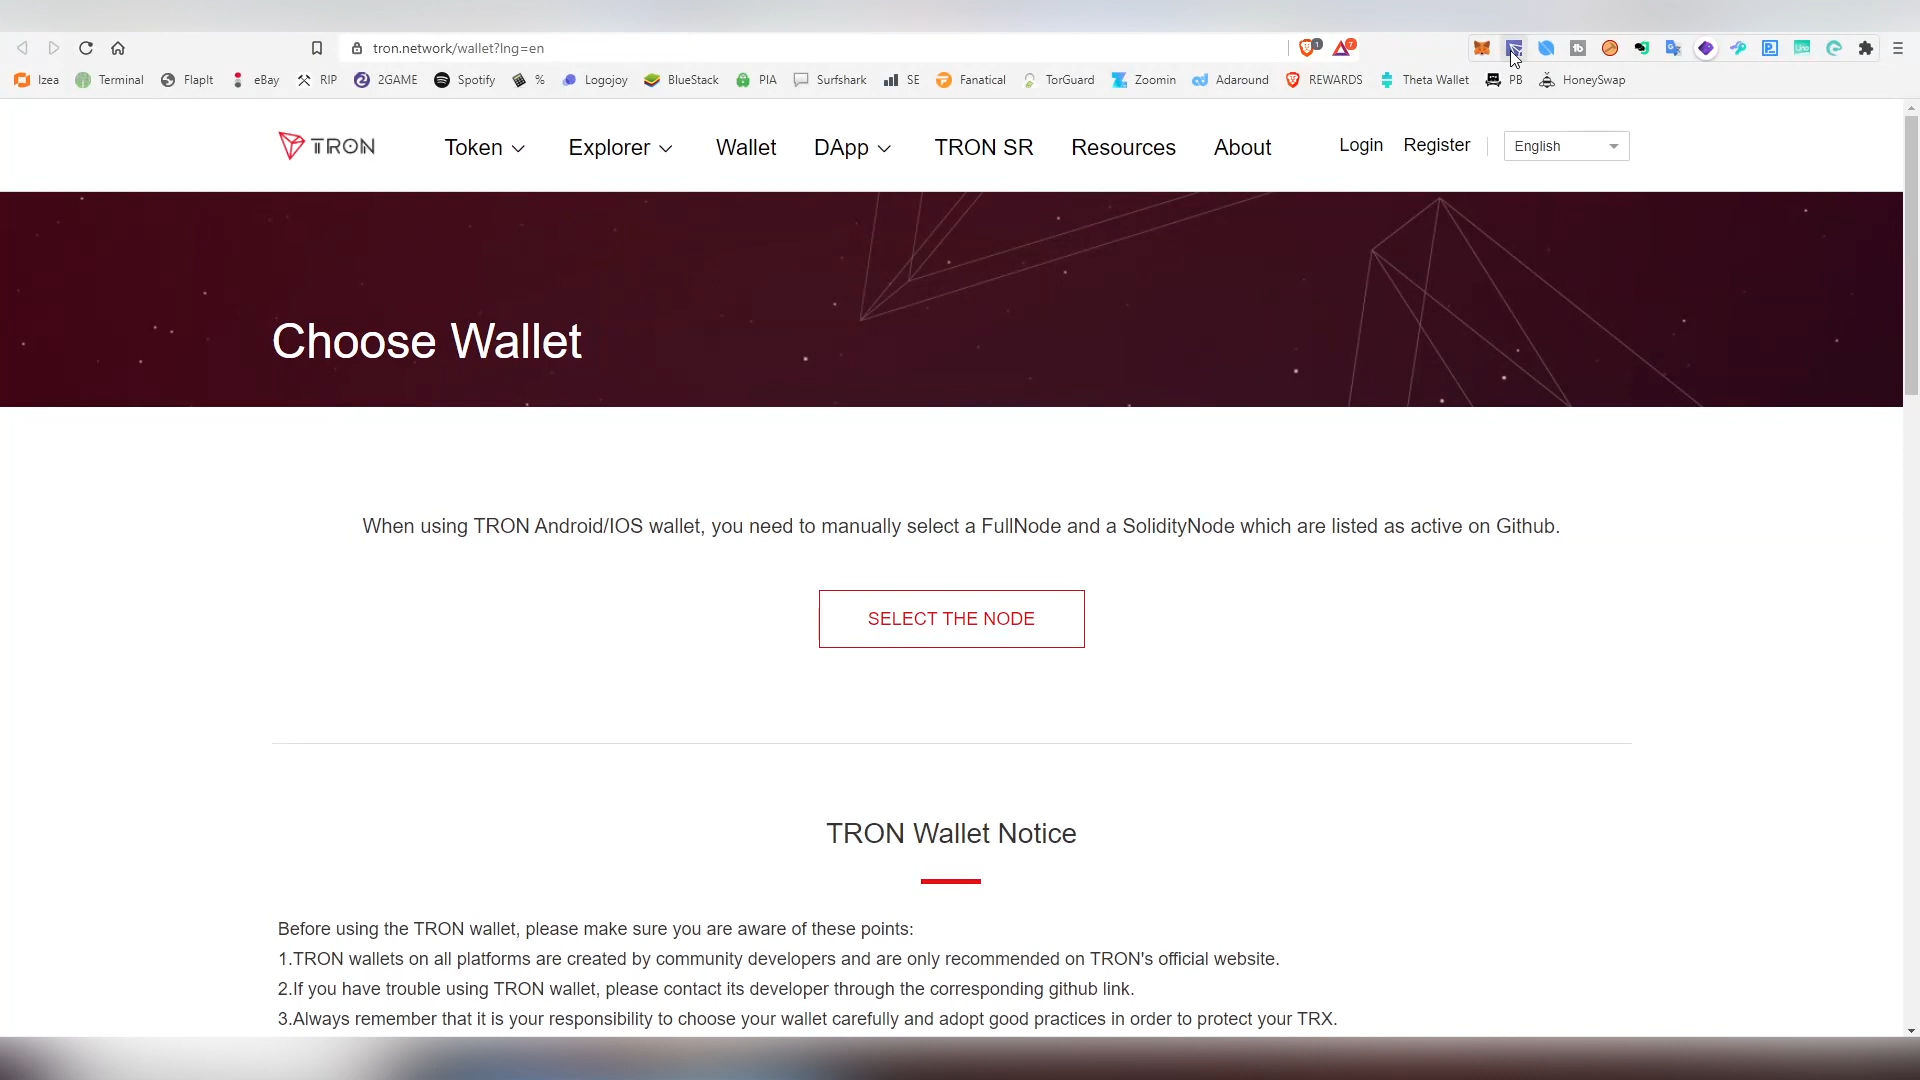 tron.network/wallet?lng=en
1
7
Izea Terminal FlapIt eBay RIP 2GAME Spotify % Logojoy BlueStack PIA Surfshark SE Fanatical TorGuard Zoomin Adaround REWARDS Theta Wallet PB HoneySwap
TRON
Token Explorer Wallet DApp TRON SR Resources About Login Register English
Choose Wallet
When using TRON Android/IOS wallet, you need to manually select a FullNode and a SolidityNode which are listed as active on Github.
SELECT THE NODE
TRON Wallet Notice
Before using the TRON wallet, please make sure you are aware of these points:
1.TRON wallets on all platforms are created by community developers and are only recommended on TRON's official website.
2.If you have trouble using TRON wallet, please contact its developer through the corresponding github link.
3.Always remember that it is your responsibility to choose your wallet carefully and adopt good practices in order to protect your TRX.